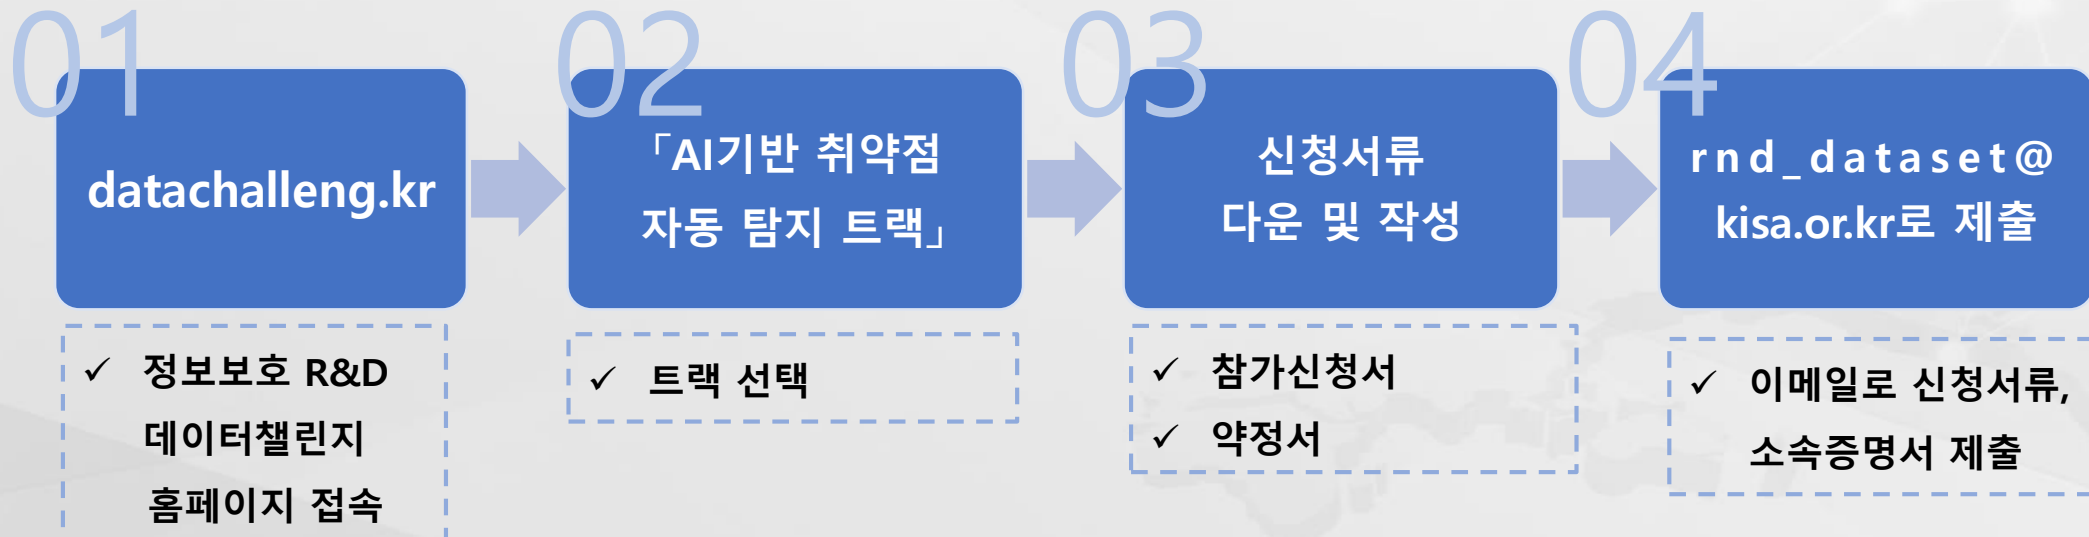 01
datachalleng.kr
✓ 정보보호 R&D
데이터챌린지
홈페이지 접속
02
「AI기반 취약점
자동 탐지 트랙」
✓ 트랙 선택
03
신청서류
다운 및 작성
✓ 참가신청서
✓ 약정서
04
rnd_dataset@
kisa.or.kr로 제출
✓ 이메일로 신청서류,
소속증명서 제출